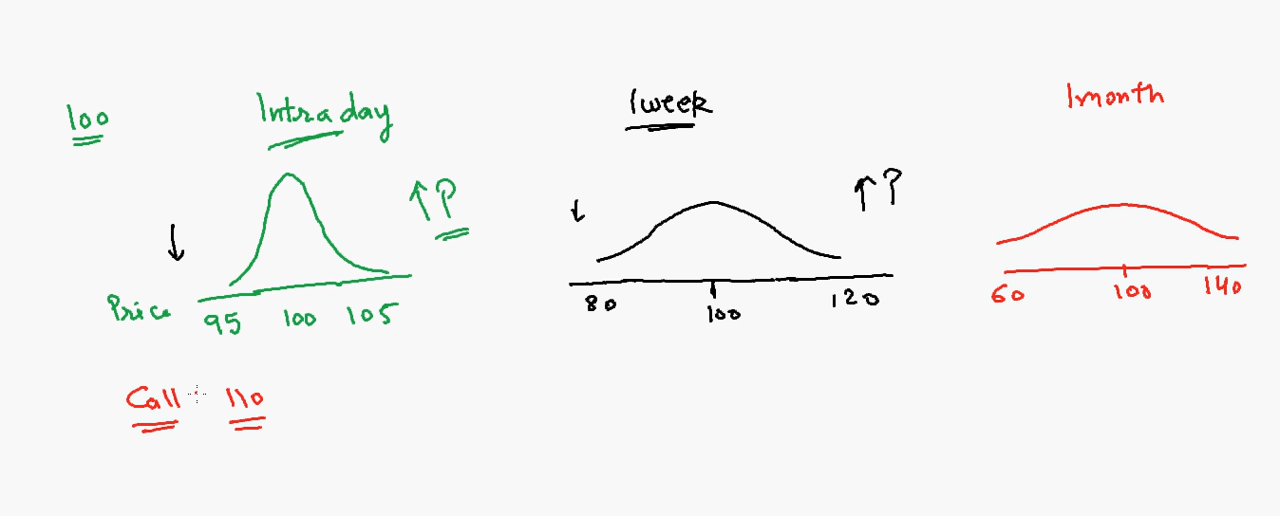 100
Intraday
↑P
↓
Price
95 100 105
1week
↓
↑P
80 100 120
1month
60 100 140
Call 110